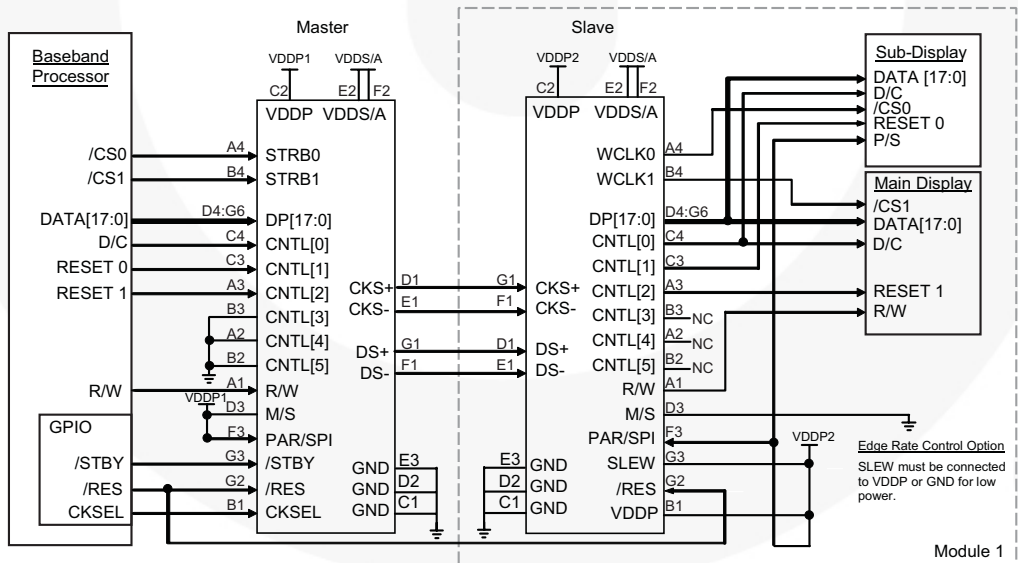 Master
Slave
Baseband
Processor
/CS0
/CS1
DATA[17:0]
D/C
RESET 0
RESET 1
R/W
GPIO
/STBY
/RES
CKSEL
A4
B4
D4:G6
C4
C3
A3
B3
A2
B2
A1
VDDP1
D3
F3
G3
G2
B1
VDDP1
VDDS/A
C2
E2
F2
VDDP
VDDS/A
STRB0
STRB1
DP[17:0]
CNTL[0]
CNTL[1]
CNTL[2]
CNTL[3]
CNTL[4]
CNTL[5]
R/W
M/S
PAR/SPI
/STBY
/RES
CKSEL
CKS+
CKS-
DS+
DS-
GND
GND
GND
D1
E1
G1
F1
E3
D2
C1
G1
F1
D1
E1
E3
D2
C1
VDDP2
VDDS/A
C2
E2
F2
VDDP
VDDS/A
CKS+
CKS-
DS+
DS-
GND
GND
GND
WCLK0
WCLK1
DP[17:0]
CNTL[0]
CNTL[1]
CNTL[2]
CNTL[3]
CNTL[4]
CNTL[5]
R/W
M/S
PAR/SPI
SLEW
/RES
VDDP
A4
B4
D4:G6
C4
C3
A3
B3
NC
A2
NC
B2
NC
A1
D3
F3
G3
G2
B1
VDDP2
Sub-Display
DATA [17:0]
D/C
/CS0
RESET 0
P/S
Main Display
/CS1
DATA[17:0]
D/C
RESET 1
R/W
Edge Rate Control Option
SLEW must be connected
to VDDP or GND for low
power.
Module 1